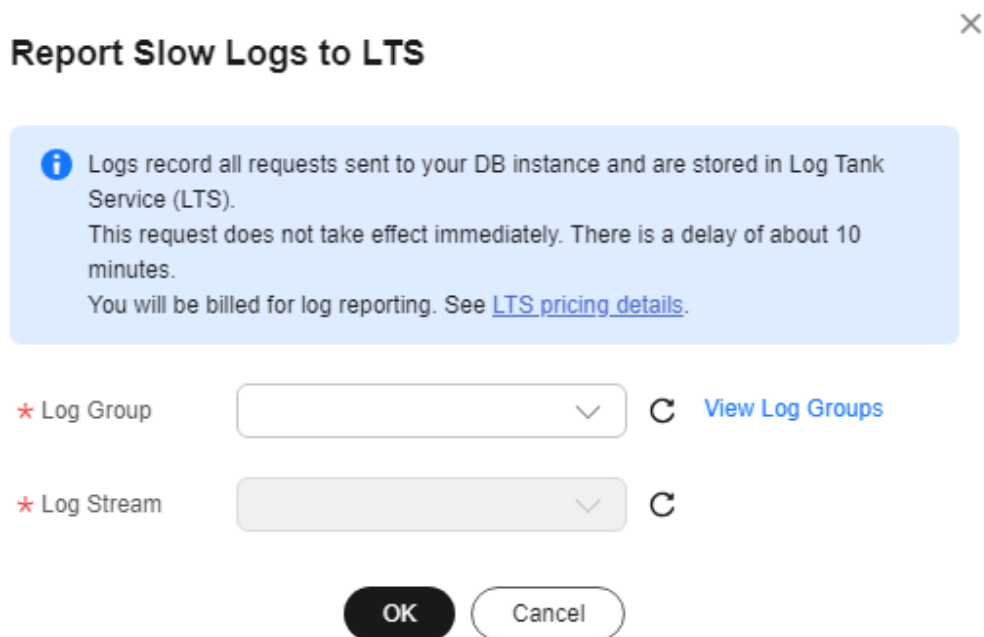 Report Slow Logs to LTS
Logs record all requests sent to your DB instance and are stored in Log Tank
Service (LTS).
This request does not take effect immediately. There is a delay of about 10
minutes.
You will be billed for log reporting. See LTS pricing details.
* Log Group
View Log Groups
* Log Stream
OK
Cancel